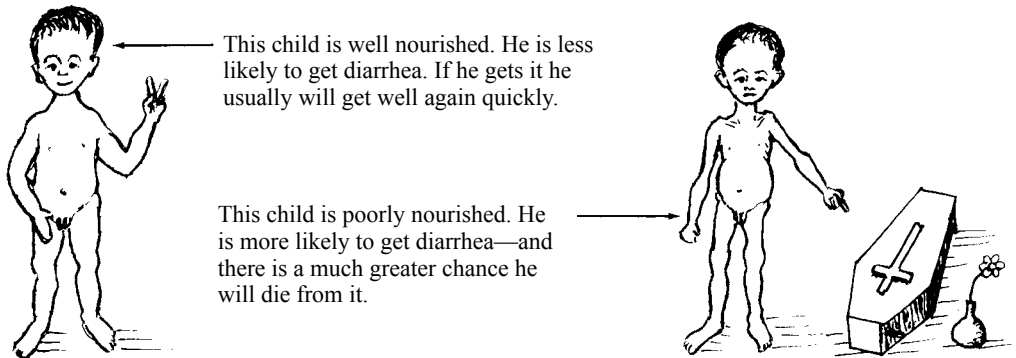 This child is well nourished. He is less
likely to get diarrhea. If he gets it he
usually will get well again quickly.
This child is poorly nourished. He
is more likely to get diarrhea—and
there is a much greater chance he
will die from it.